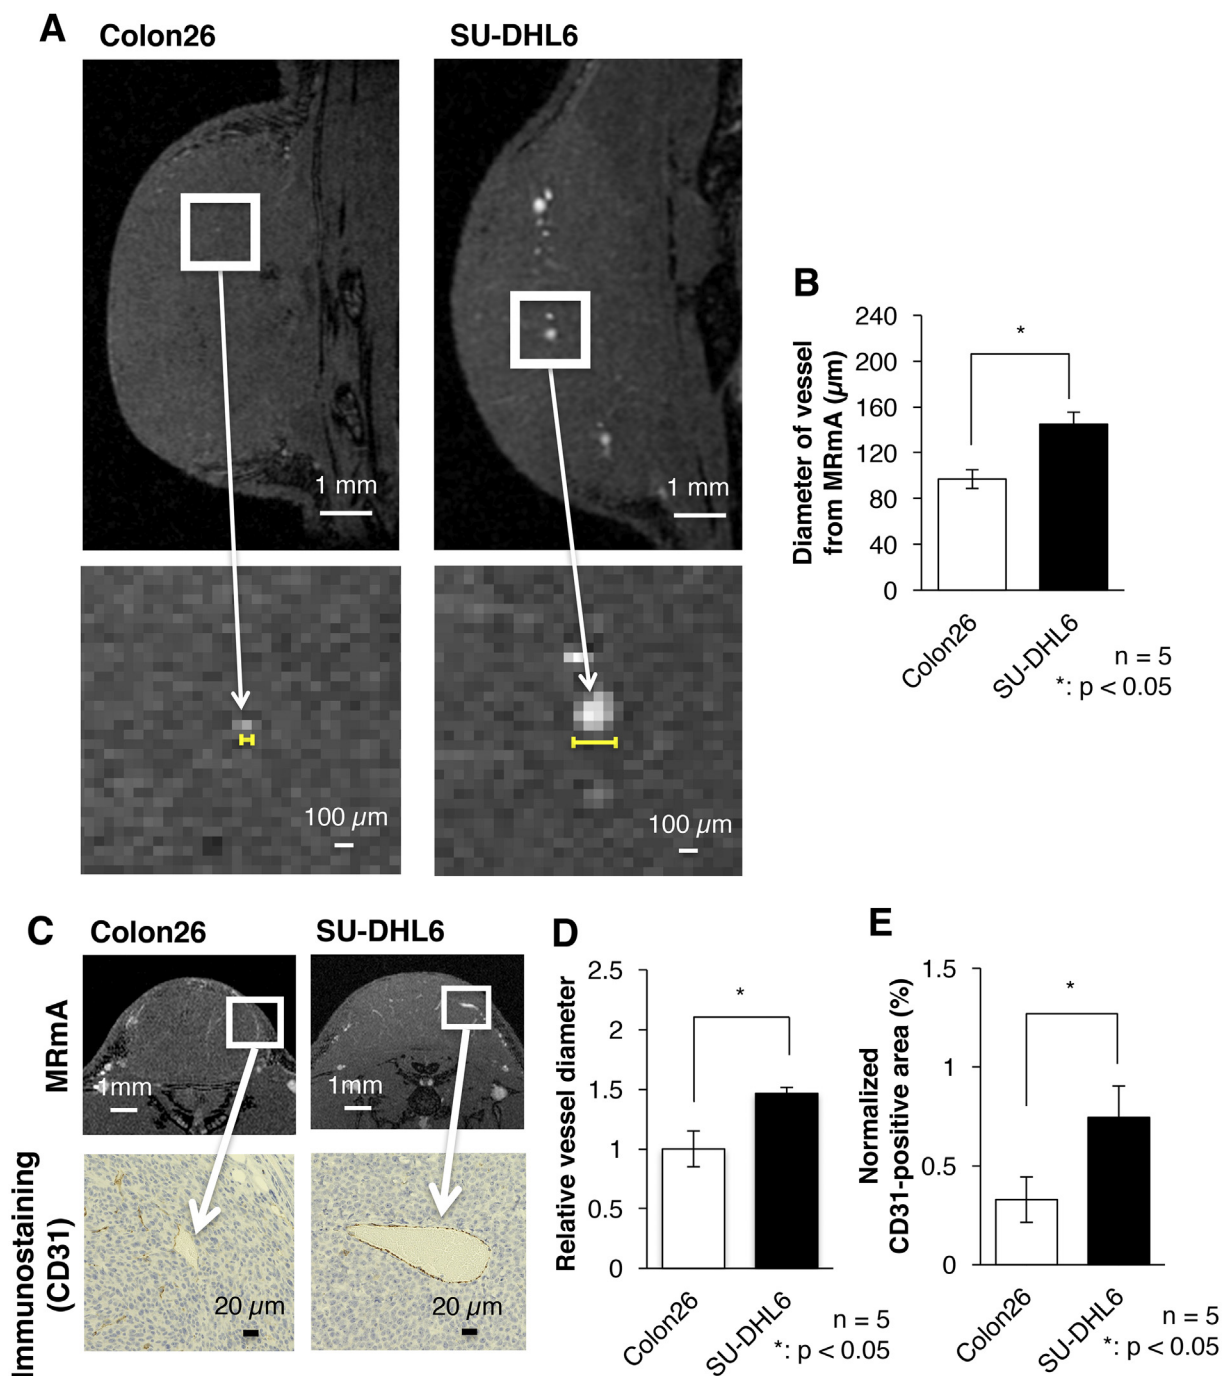 A
Colon26
SU-DHL6
1 mm
1 mm
100 µm
100 µm
B
Diameter of vessel
from MRmA (µm)
240
200
160
120
80
40
0
*
Colon26
SU-DHL6
n = 5
*: p < 0.05
C
Colon26
SU-DHL6
MRmA
1mm
1mm
Immunostaining
(CD31)
20 µm
20 µm
D
Relative vessel diameter
2.5
2
1.5
1
0.5
0
*
Colon26
SU-DHL6
n = 5
*: p < 0.05
E
Normalized
CD31-positive area (%)
1.5
1
0.5
0
*
Colon26
SU-DHL6
n = 5
*: p < 0.05